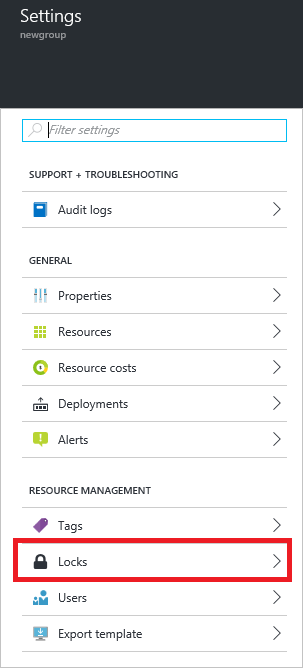 Settings
newgroup
Filter settings
SUPPORT + TROUBLESHOOTING
Audit logs
GENERAL
Properties
Resources
Resource costs
Deployments
Alerts
RESOURCE MANAGEMENT
Tags
Locks
Users
Export template